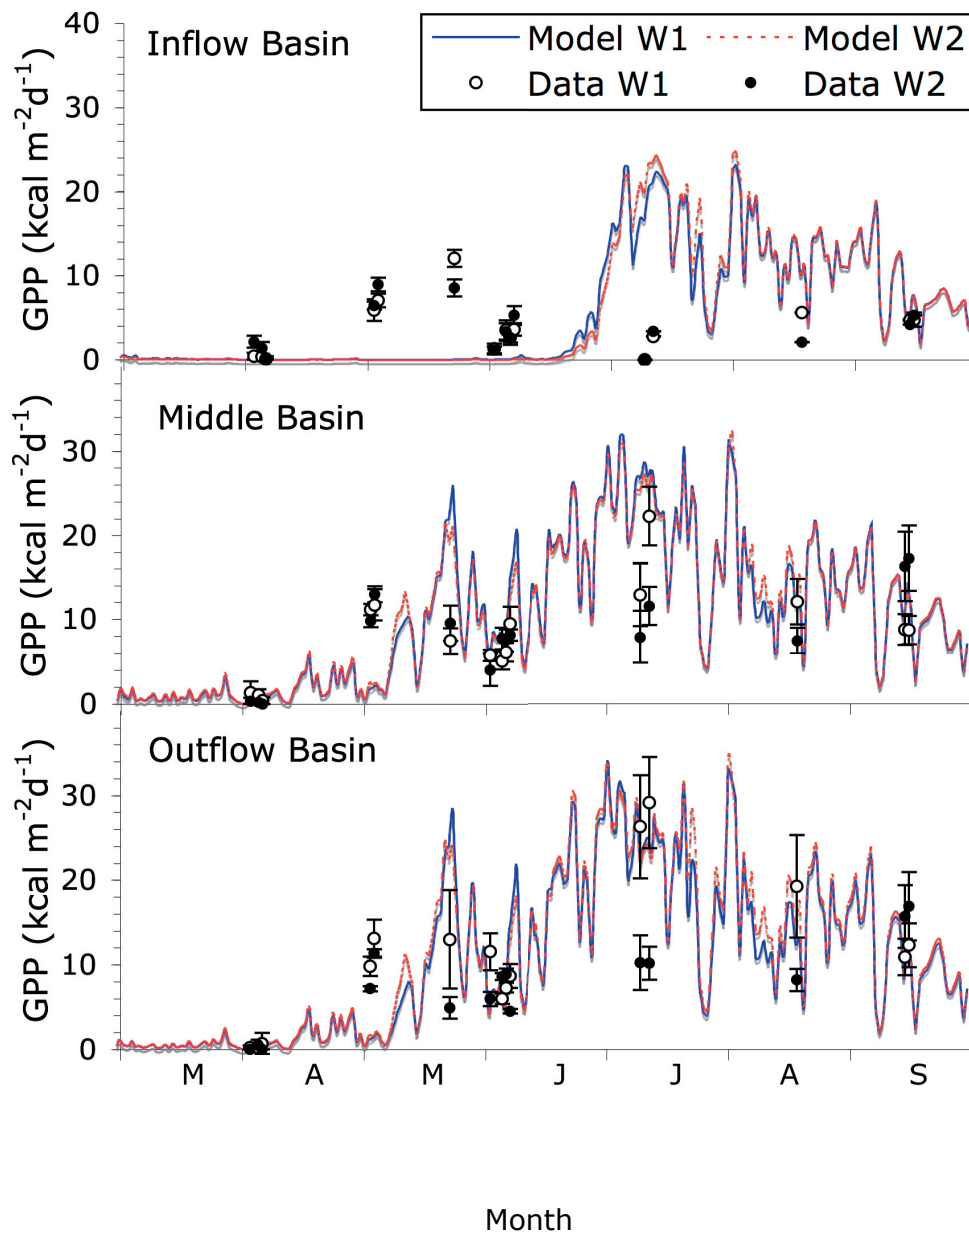 Inflow Basin
Model W1
Model W2
Data W1
Data W2
GPP (kcal m-2d-1)
40
30
20
10
0
Middle Basin
GPP (kcal m-2d-1)
30
20
10
0
Outflow Basin
GPP (kcal m-2d-1)
30
20
10
0
M A M J J A S
Month